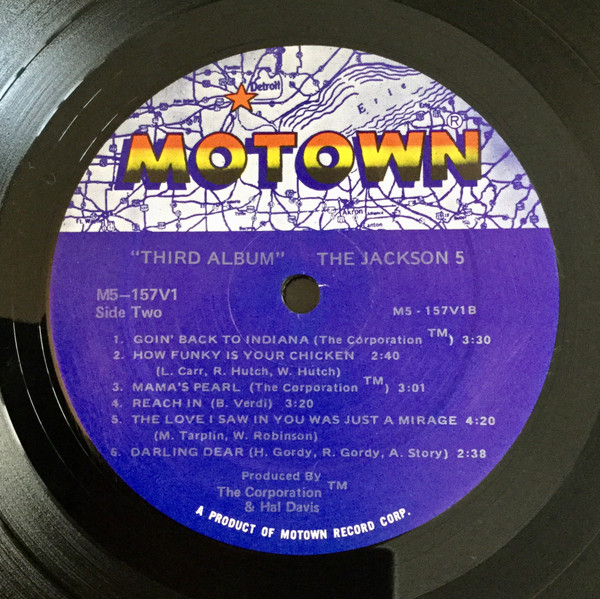 Detroit
Erie
MOTOWN®
Akron
"THIRD ALBUM" THE JACKSON 5
M5-157V1
Side Two M5-157V1B
1. GOIN' BACK TO INDIANA (The Corporation ™) 3:30
2. HOW FUNKY IS YOUR CHICKEN 2:40
(L. Carr, R. Hutch, W. Hutch)
3. MAMA'S PEARL (The Corporation ™) 3:01
4. REACH IN (B. Verdi) 3:20
5. THE LOVE I SAW IN YOU WAS JUST A MIRAGE 4:20
(M. Tarplin, W. Robinson)
6. DARLING DEAR (H. Gordy, R. Gordy, A. Story) 2:38
Produced By
The Corporation ™
& Hal Davis
A PRODUCT OF MOTOWN RECORD CORP.